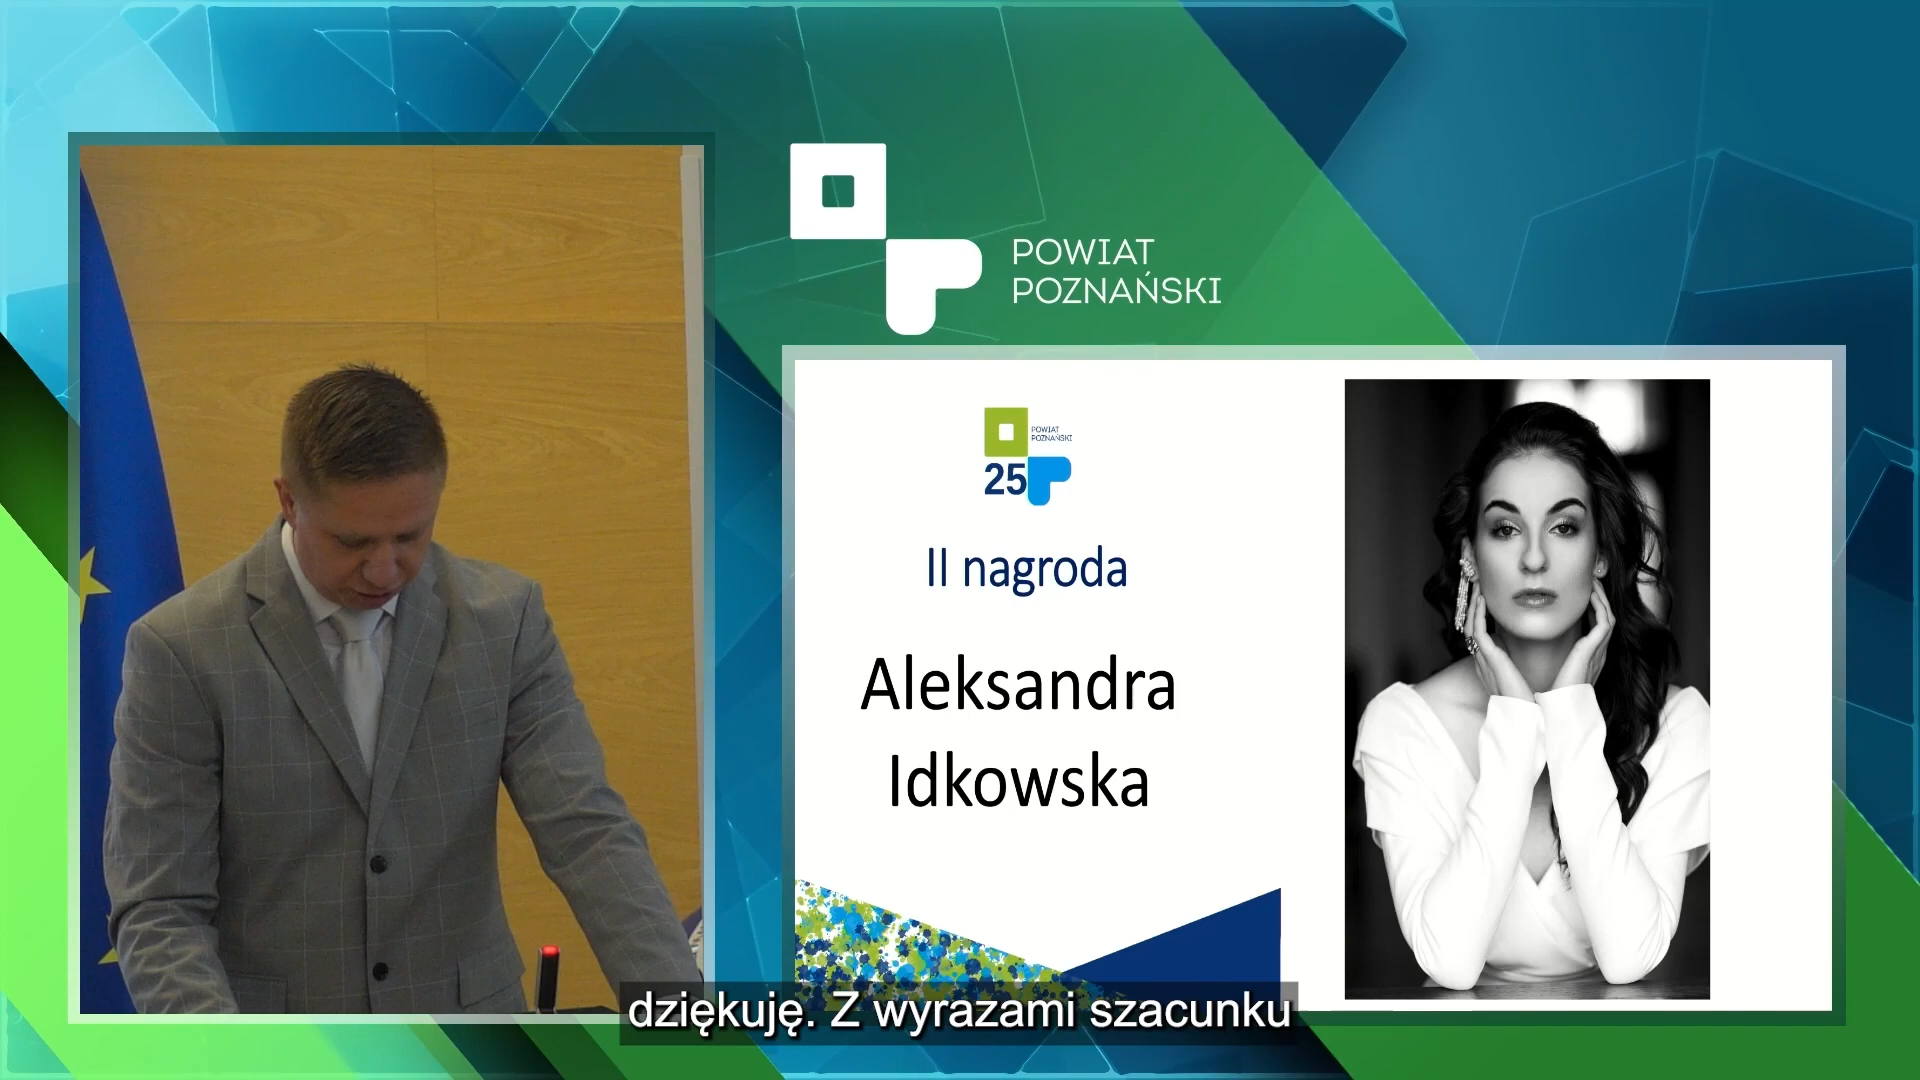 POWIAT
POZNAŃSKI
POWIAT
POZNAŃSKI
25
II nagroda
Aleksandra
Idkowska
dziękuję. Z wyrazami szacunku